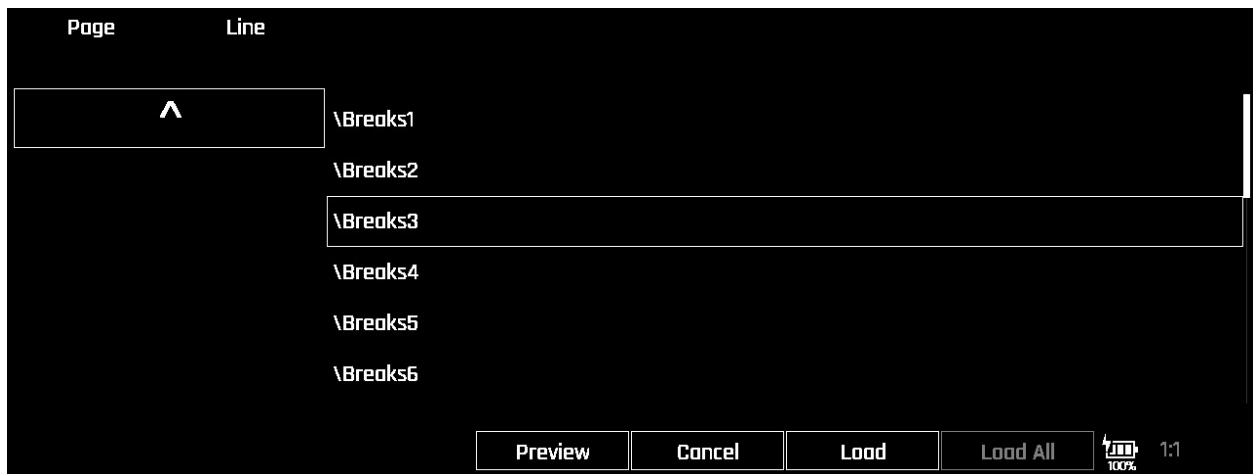 Page Line
^
\Breaks1
\Breaks2
\Breaks3
\Breaks4
\Breaks5
\Breaks6
Preview Cancel Load Load All 100% 1:1